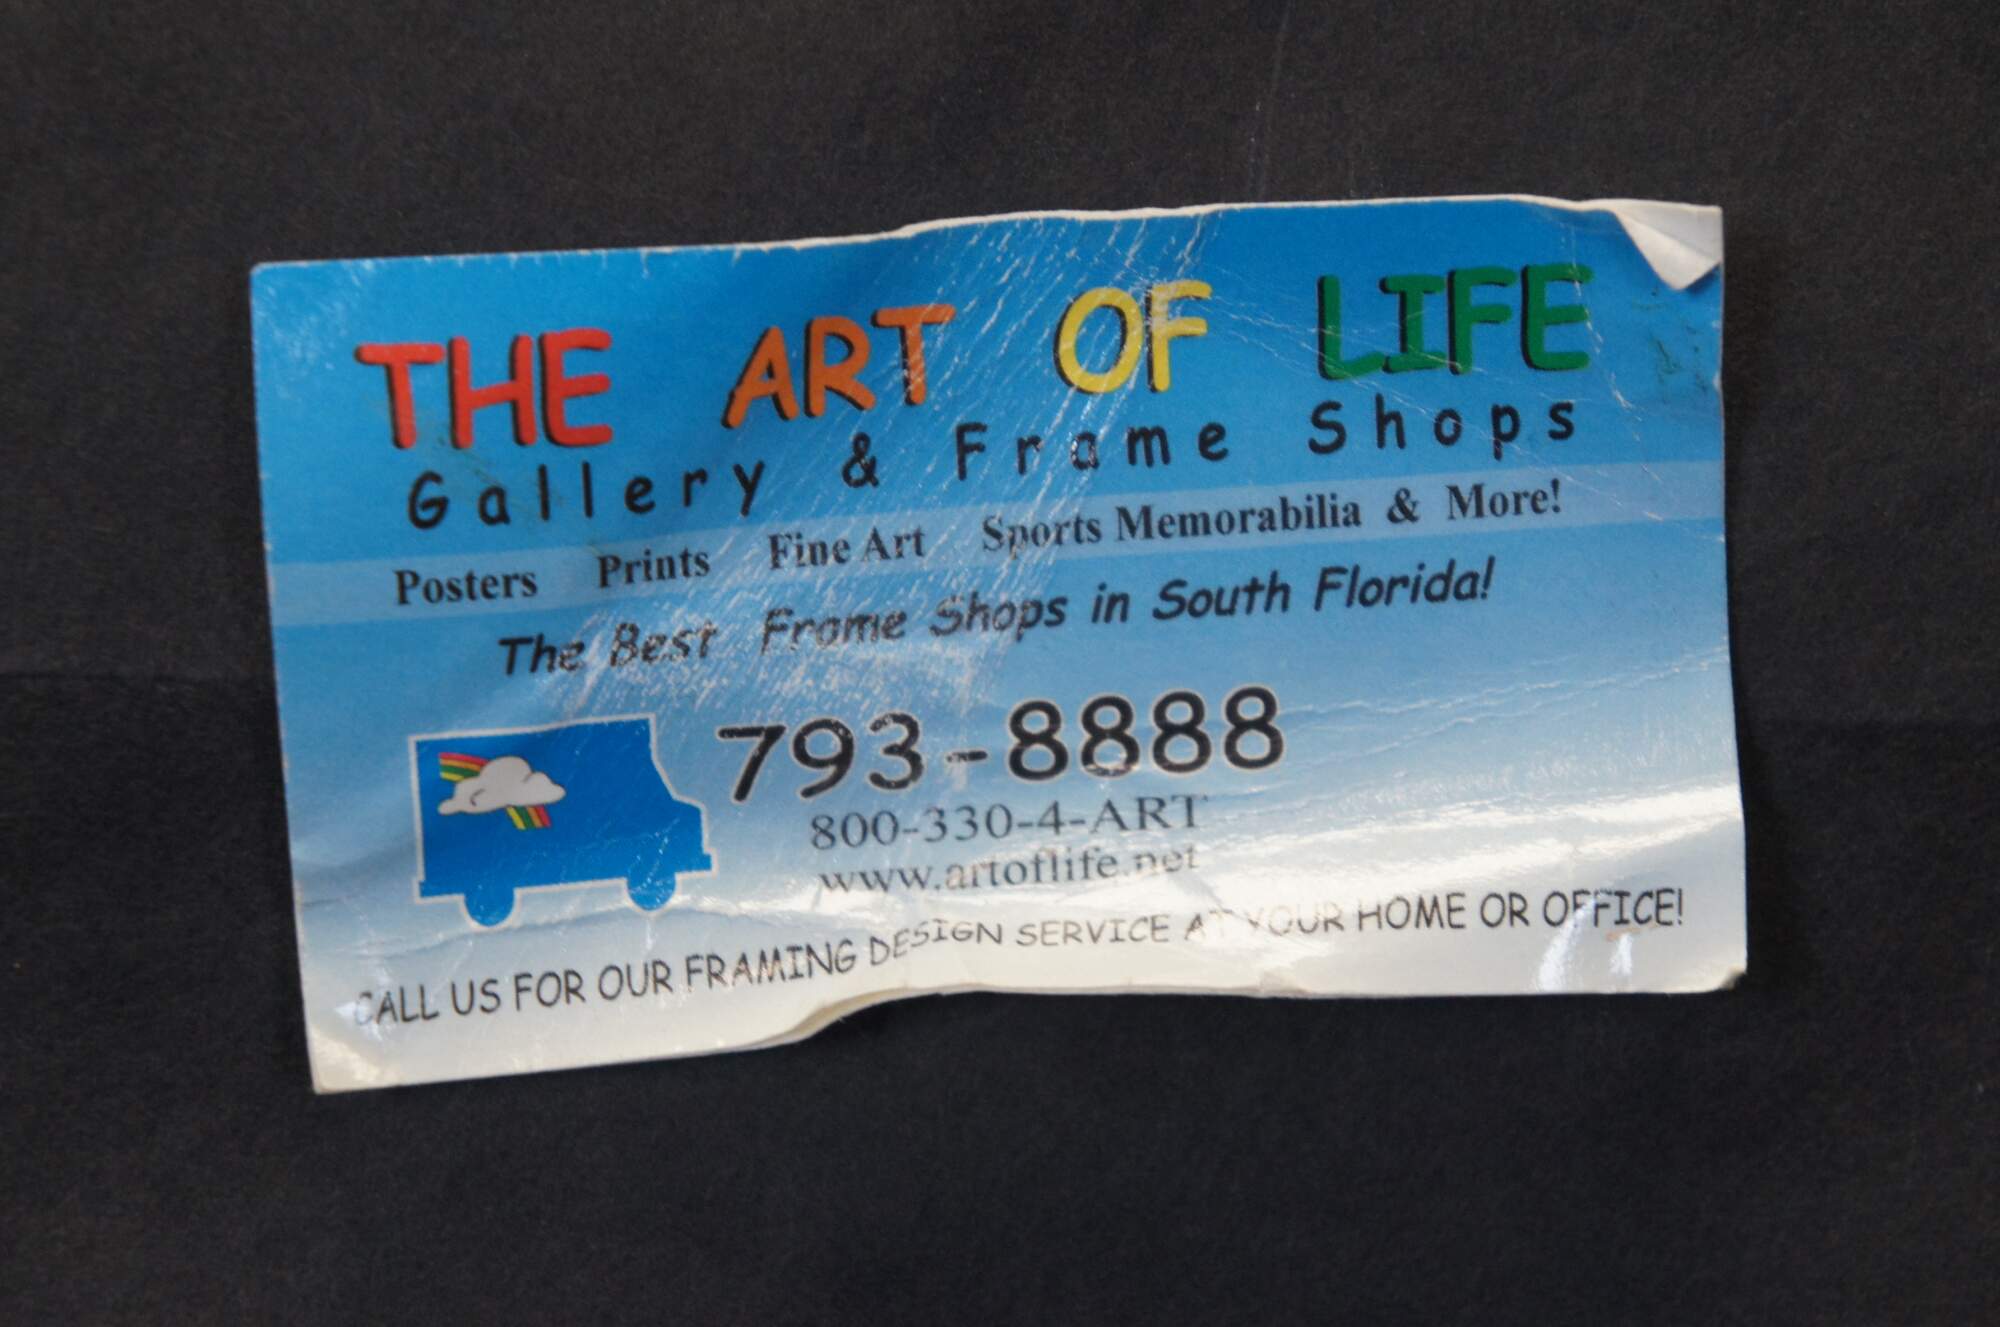 THE ART OF LIFE
Gallery & Frame Shops
Posters Prints Fine Art Sports Memorabilia & More!
The Best Frame Shops in South Florida!
793-8888
800-330-4-ART
www.artoflife.net
CALL US FOR OUR FRAMING DESIGN SERVICE AT YOUR HOME OR OFFICE!